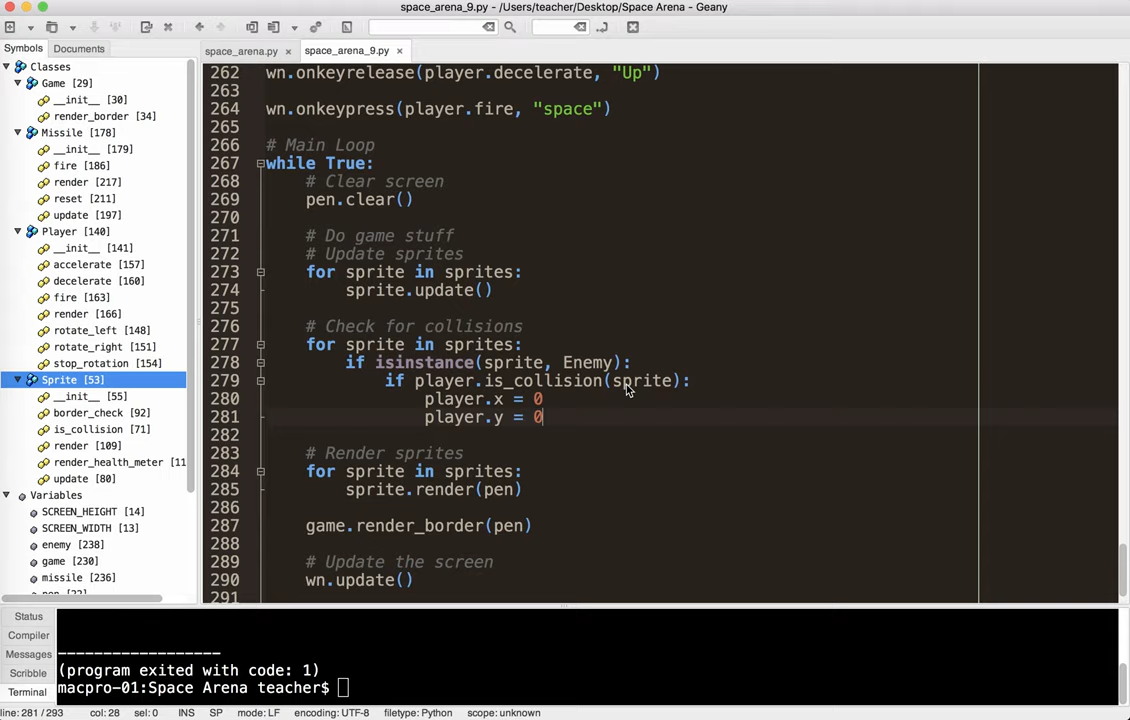 space_arena_9.py - /Users/teacher/Desktop/Space Arena - Geany
Symbols Documents
space_arena.py × space_arena_9.py ×
Classes
Game [29]
__init__ [30]
render_border [34]
Missile [178]
__init__ [179]
fire [186]
render [217]
reset [211]
update [197]
Player [140]
__init__ [141]
accelerate [157]
decelerate [160]
fire [163]
render [166]
rotate_left [148]
rotate_right [151]
stop_rotation [154]
Sprite [53]
__init__ [55]
border_check [92]
is_collision [71]
render [109]
render_health_meter [11
update [80]
Variables
SCREEN_HEIGHT [14]
SCREEN_WIDTH [13]
enemy [238]
game [230]
missile [236]
pen [22]
262 wn.onkeyrelease(player.decelerate, "Up")
263
264 wn.onkeypress(player.fire, "space")
265
266 # Main Loop
267 while True:
268 # Clear screen
269 pen.clear()
270
271 # Do game stuff
272 # Update sprites
273 for sprite in sprites:
274 sprite.update()
275
276 # Check for collisions
277 for sprite in sprites:
278 if isinstance(sprite, Enemy):
279 if player.is_collision(sprite):
280 player.x = 0
281 player.y = 0
282
283 # Render sprites
284 for sprite in sprites:
285 sprite.render(pen)
286
287 game.render_border(pen)
288
289 # Update the screen
290 wn.update()
291
Status
Compiler
Messages
Scribble
Terminal
------------------
(program exited with code: 1)
macpro-01:Space Arena teacher$
line: 281 / 293 col: 28 sel: 0 INS SP mode: LF encoding: UTF-8 filetype: Python scope: unknown